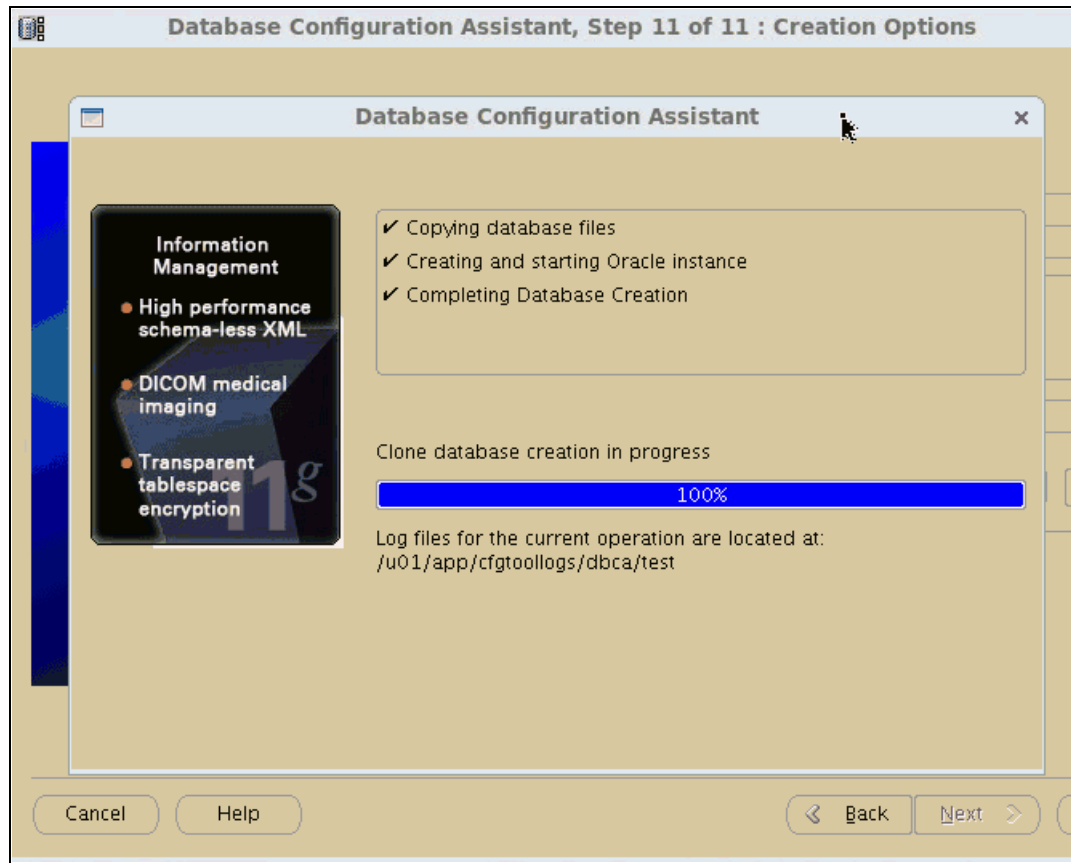 Database Configuration Assistant, Step 11 of 11 : Creation Options
Database Configuration Assistant
Information
Management
High performance
schema-less XML
DICOM medical
imaging
Transparent
tablespace
encryption
11g
✔ Copying database files
✔ Creating and starting Oracle instance
✔ Completing Database Creation
Clone database creation in progress
100%
Log files for the current operation are located at:
/u01/app/cfgtoollogs/dbca/test
Cancel
Help
Back
Next